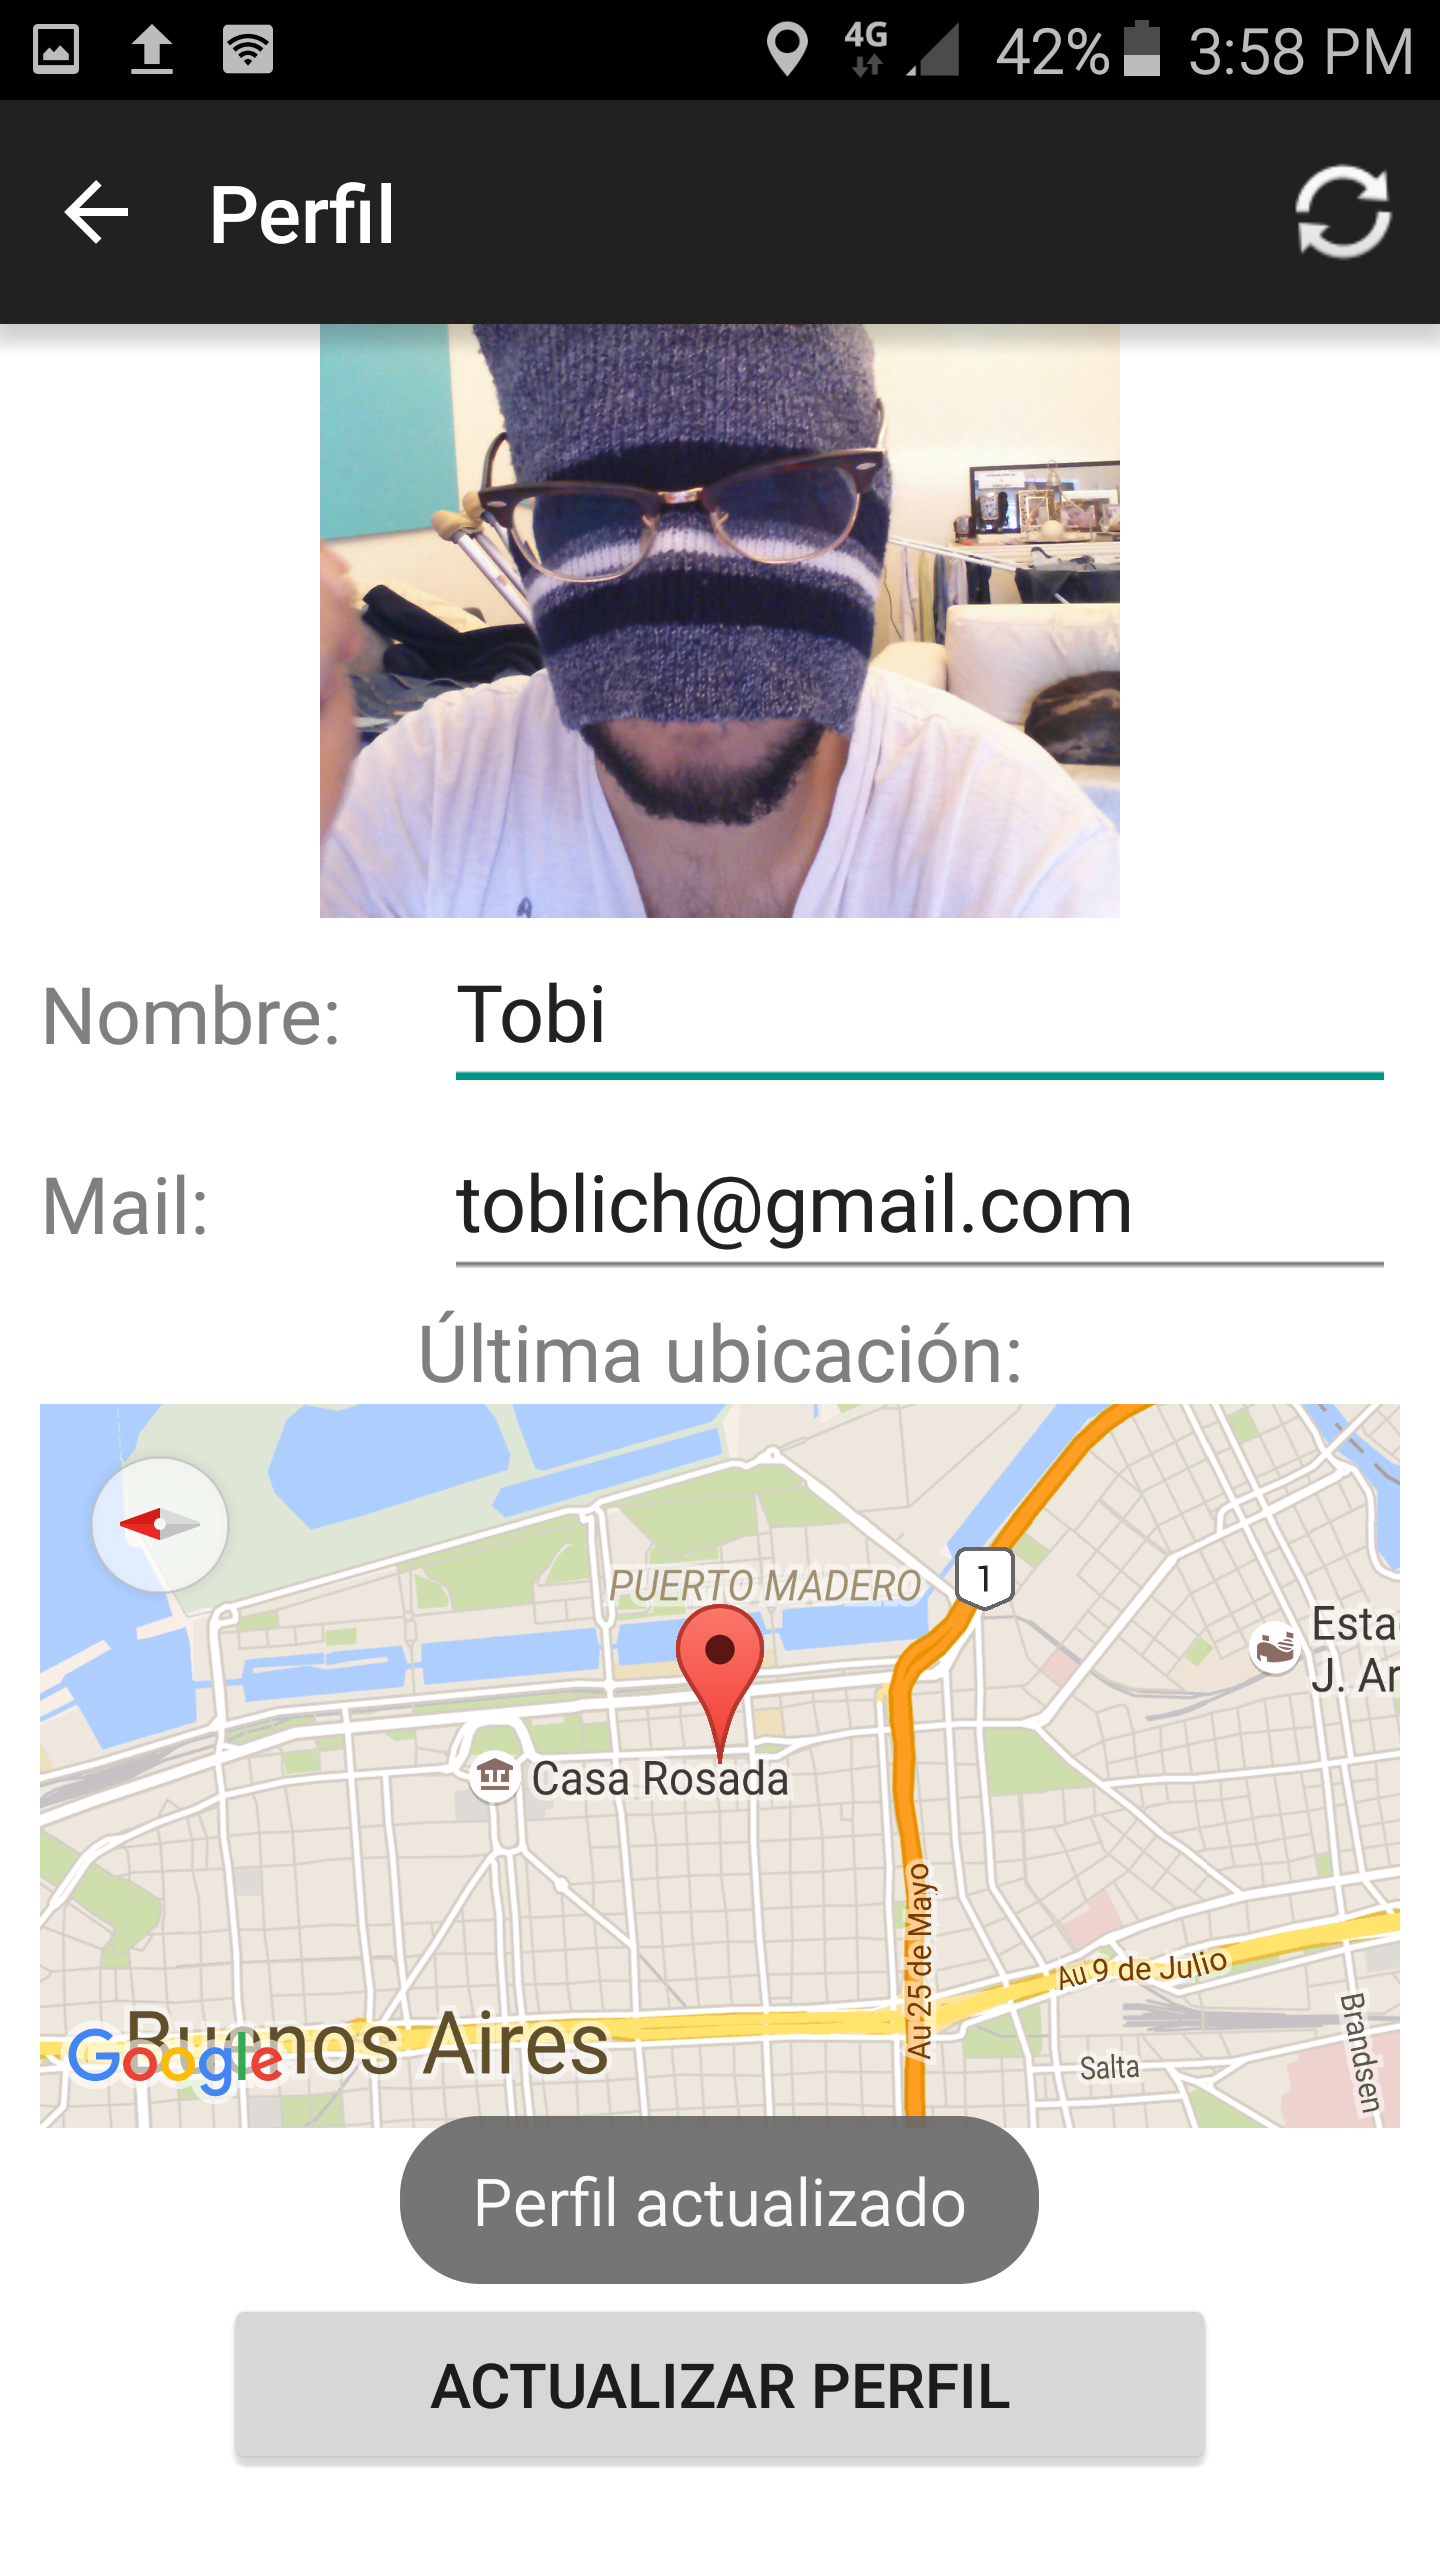 4G 42% 3:58 PM
Perfil
Nombre: Tobi
Mail: toblich@gmail.com
Última ubicación:
PUERTO MADERO
1
Esta
J. Ar
Casa Rosada
Au 25 de Mayo
Au 9 de Julio
Brandsen
Buenos Aires
Google
Salta
Perfil actualizado
ACTUALIZAR PERFIL